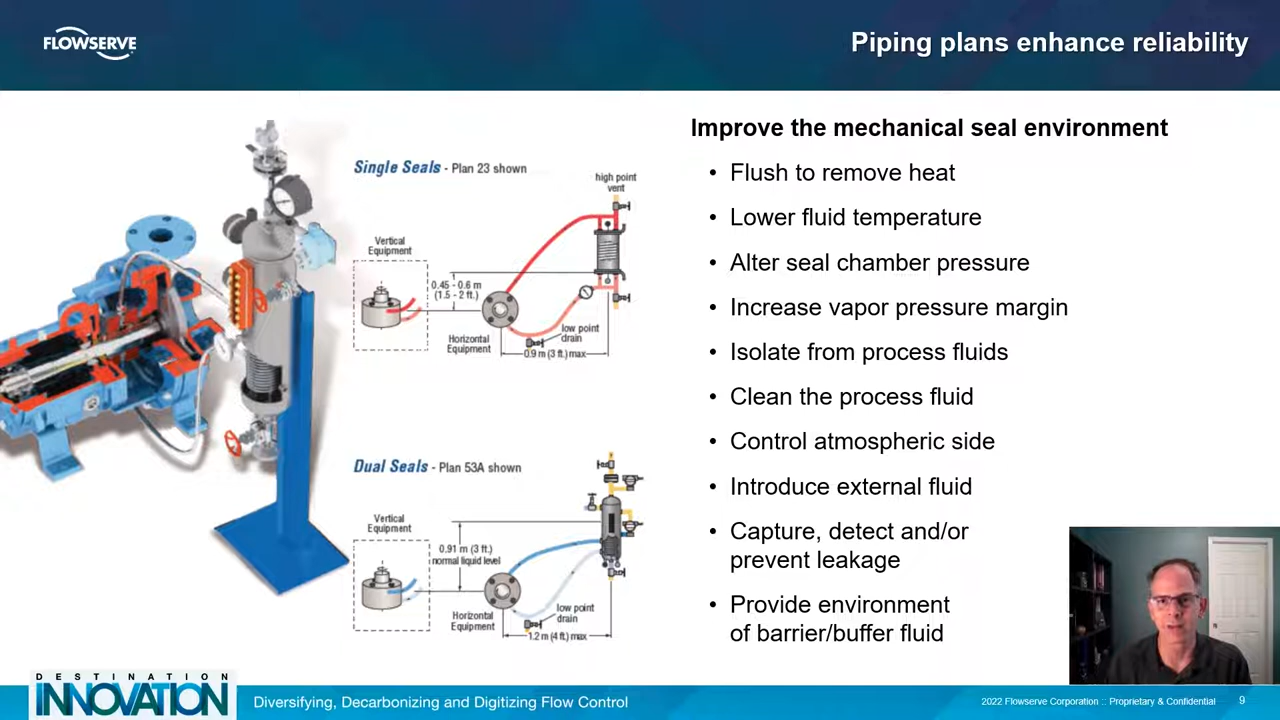 FLOWSERVE
Piping plans enhance reliability
Single Seals - Plan 23 shown
high point
vent
Vertical
Equipment
0.45 - 0.6 m
(1.5 - 2 ft.)
Horizontal
Equipment
low point
drain
0.9 m (3 ft.) max
Dual Seals - Plan 53A shown
Vertical
Equipment
0.91 m (3 ft.)
normal liquid level
Horizontal
Equipment
low point
drain
1.2 m (4 ft.) max
Improve the mechanical seal environment
• Flush to remove heat
• Lower fluid temperature
• Alter seal chamber pressure
• Increase vapor pressure margin
• Isolate from process fluids
• Clean the process fluid
• Control atmospheric side
• Introduce external fluid
• Capture, detect and/or
prevent leakage
• Provide environment
of barrier/buffer fluid
DESTINATION
INNOVATION
Diversifying, Decarbonizing and Digitizing Flow Control
2022 Flowserve Corporation :: Proprietary & Confidential
9